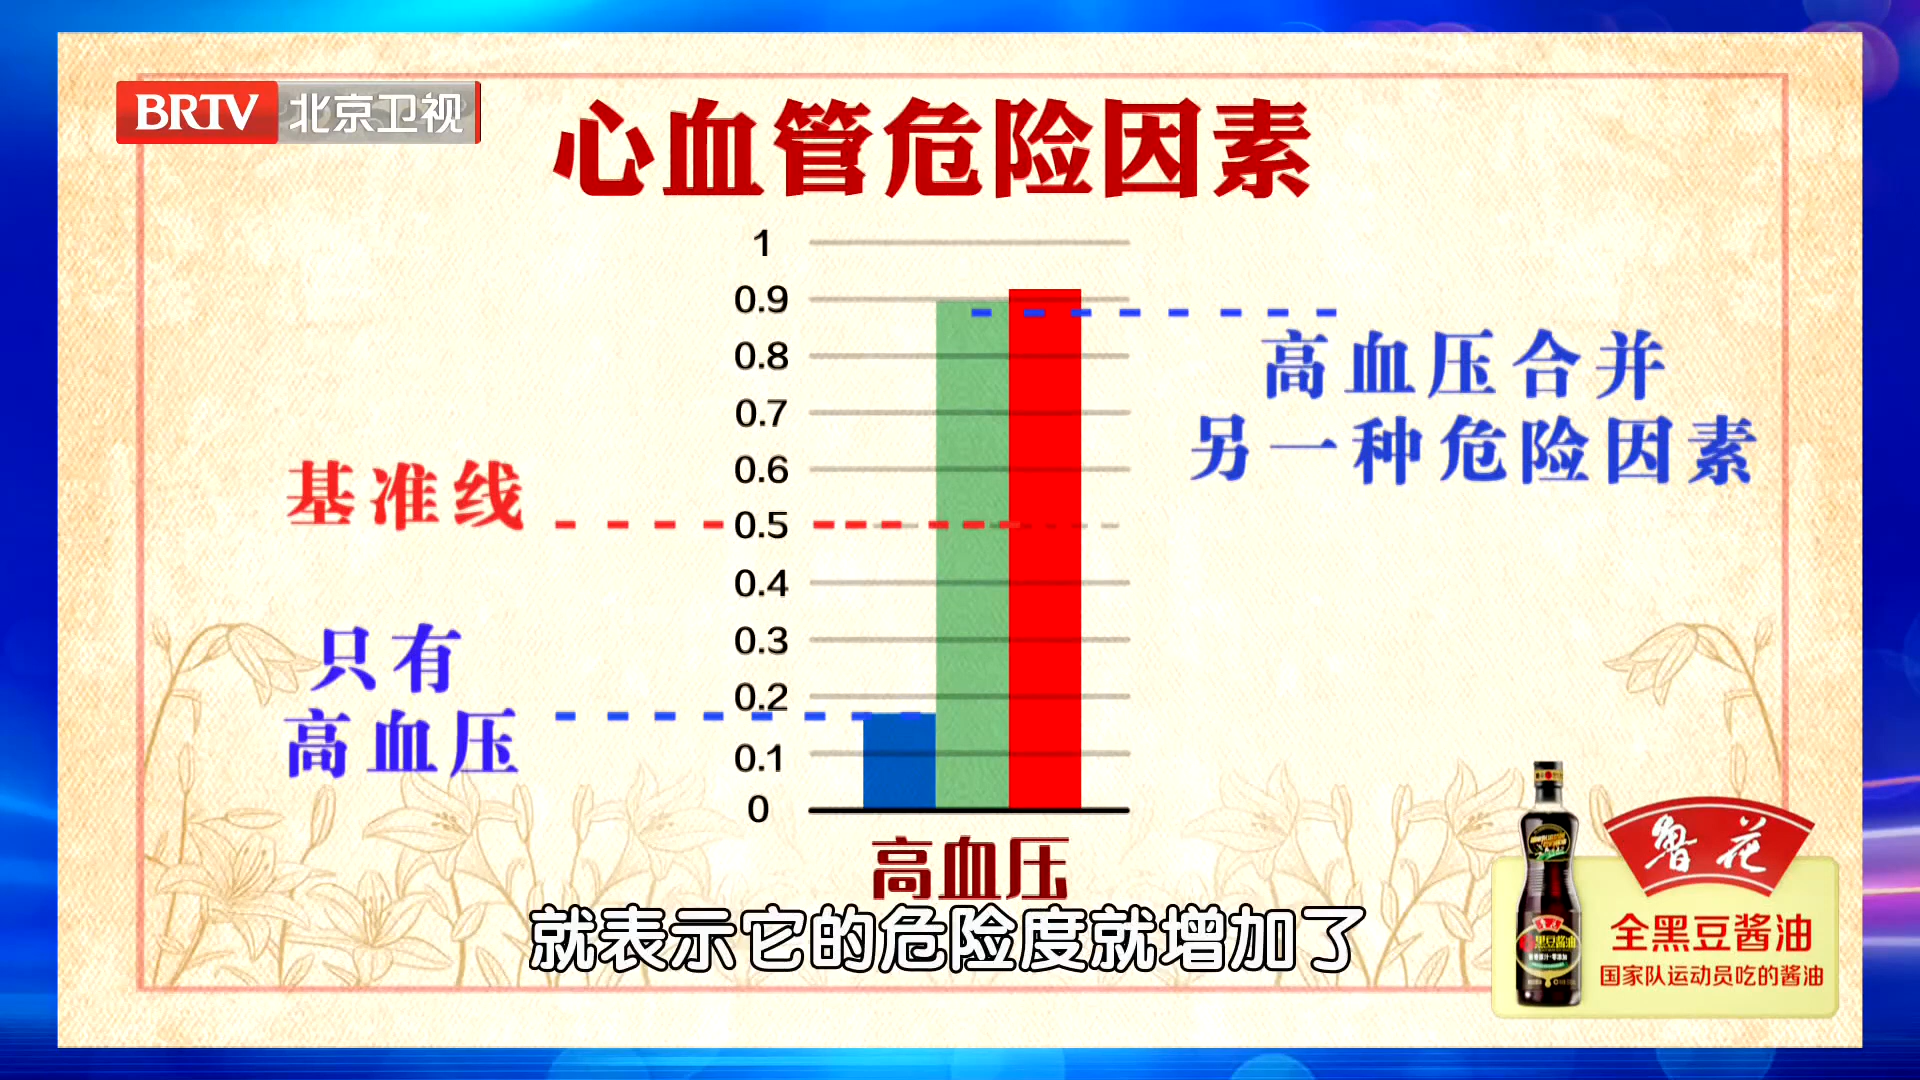 BRTV 北京卫视
心血管危险因素
1
0.9
0.8
0.7
0.6
0.5
0.4
0.3
0.2
0.1
0
高血压合并
另一种危险因素
基准线
只有
高血压
高血压
就表示它的危险度就增加了
鲁花
全黑豆酱油
国家队运动员吃的酱油